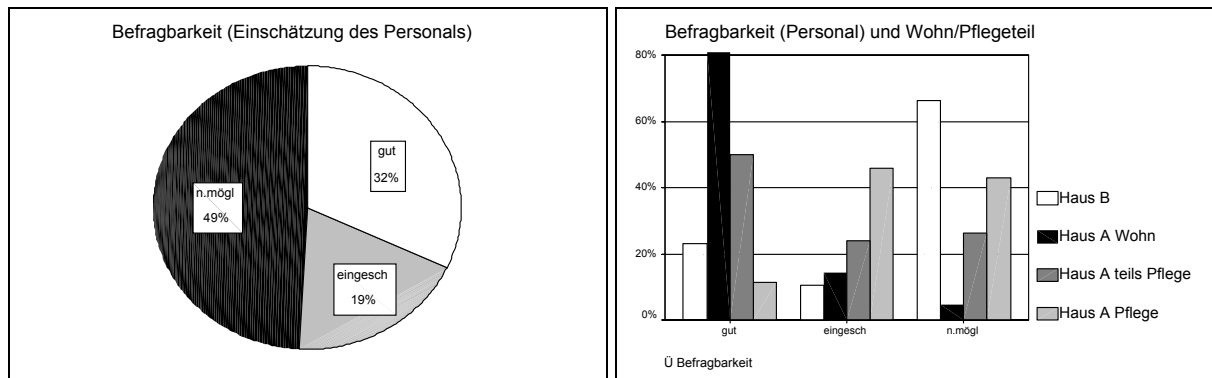 Befragbarkeit (Einschätzung des Personals)
gut
32%
n.mögl
49%
eingesch
19%
Befragbarkeit (Personal) und Wohn/Pflegeteil
80%
60%
40%
20%
0%
gut
eingesch
n.mögl
Ü Befragbarkeit
Haus B
Haus A Wohn
Haus A teils Pflege
Haus A Pflege